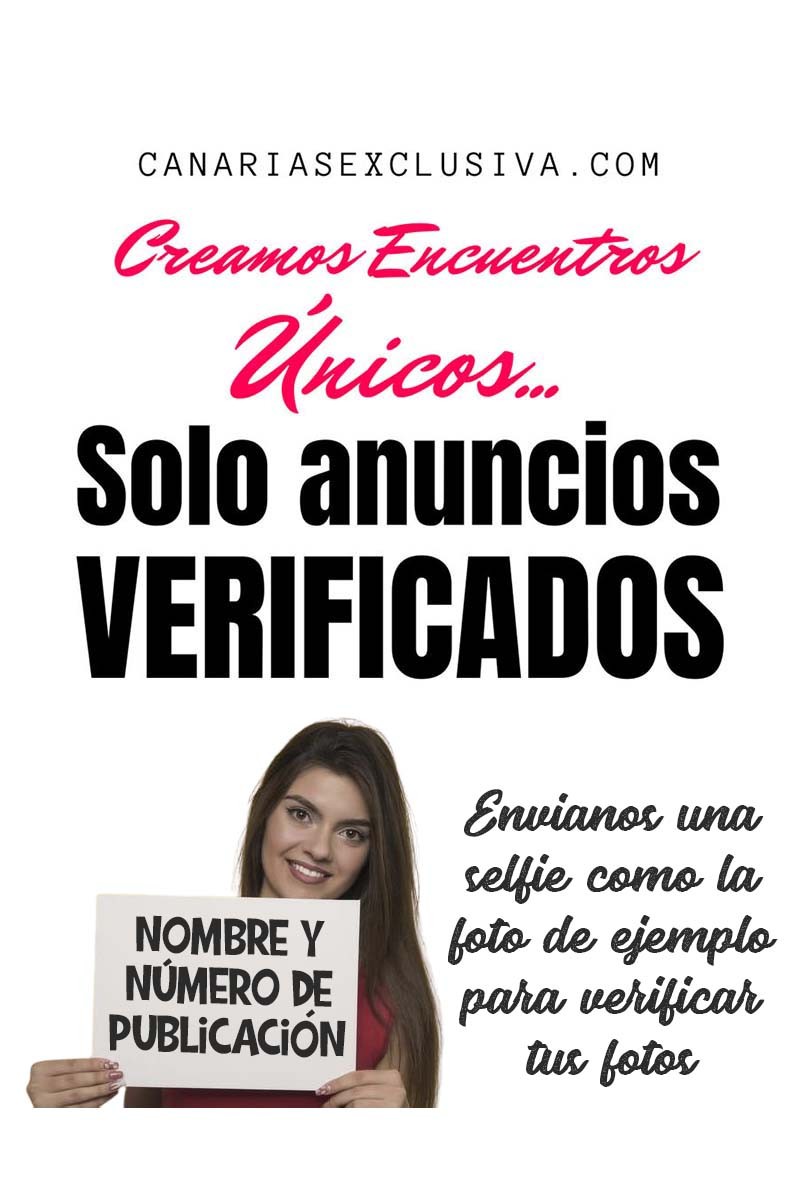 CANARIASEXCLUSIVA.COM
Creamos Encuentros
Únicos...
Solo anuncios
VERIFICADOS
Envianos una
selfie como la
foto de ejemplo
para verificar
tus fotos
NOMBRE Y
NÚMERO DE
PUBLiCACiÓN